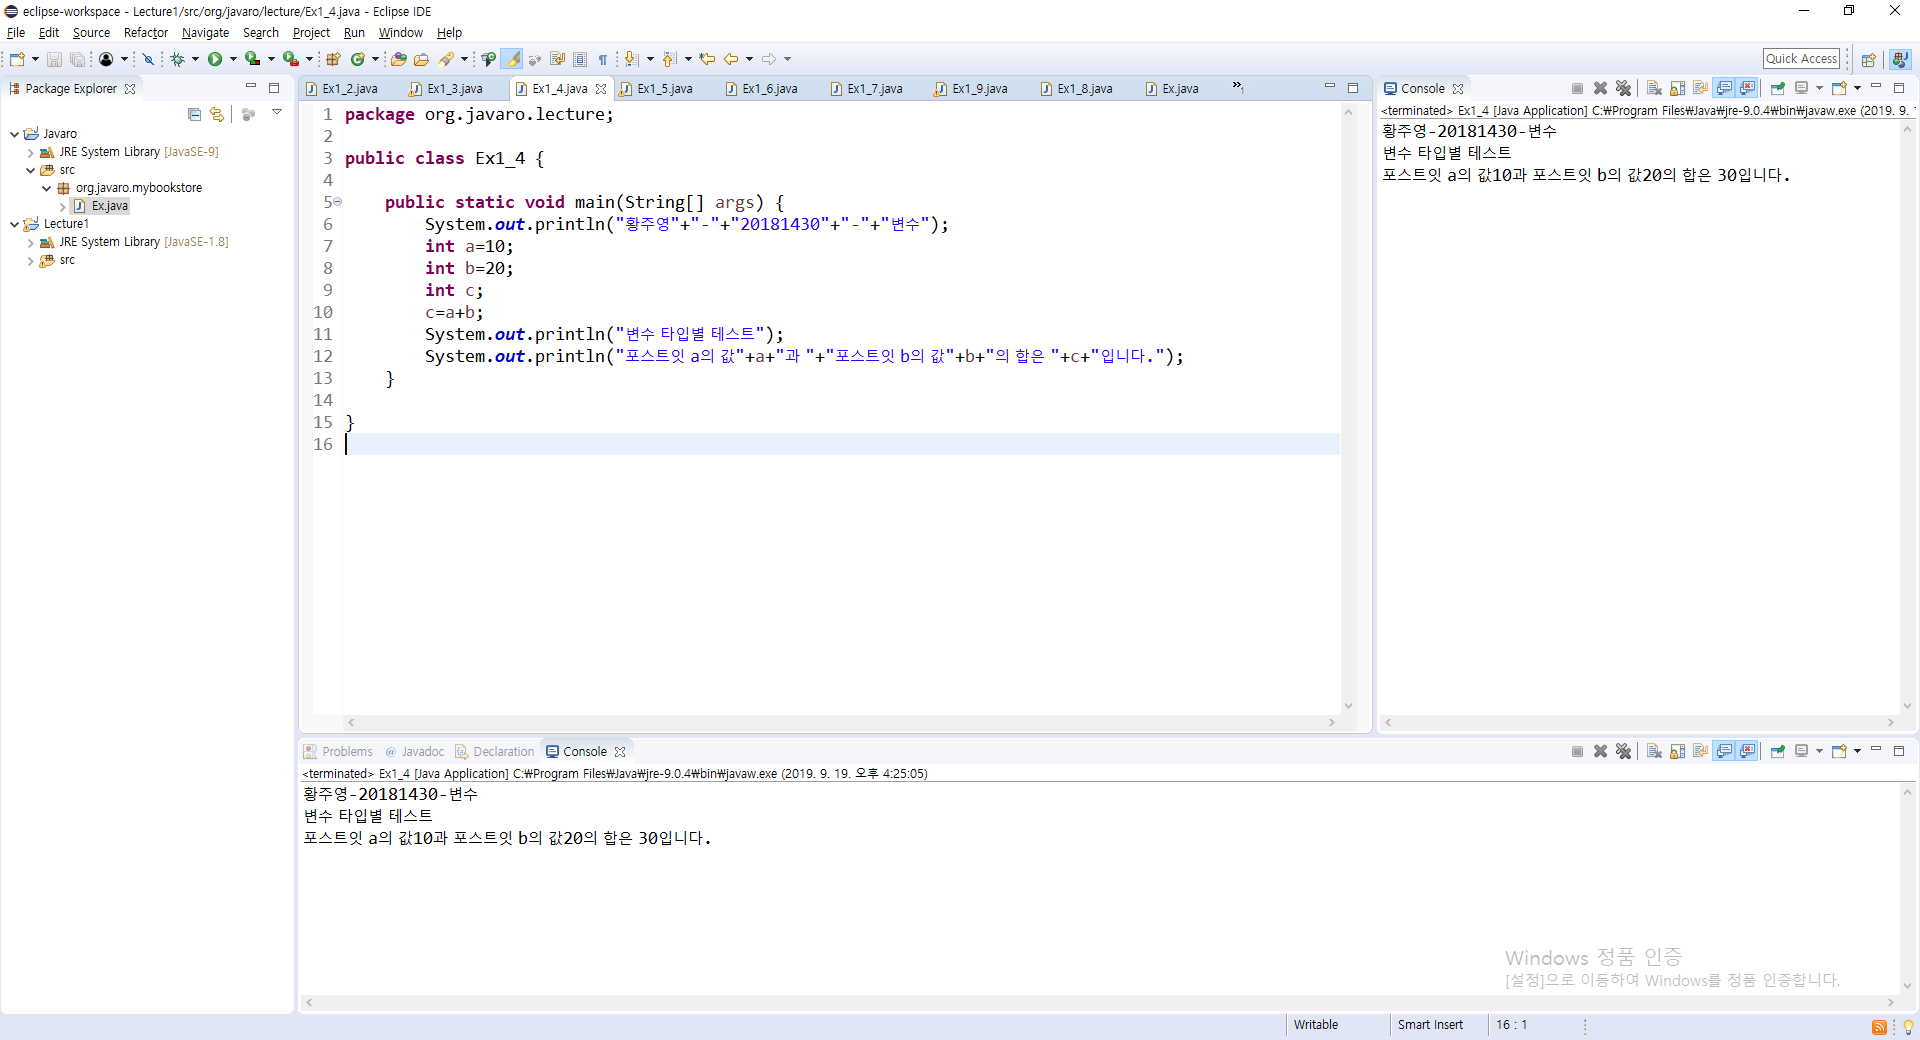 eclipse-workspace - Lecture1/src/org/javaro/lecture/Ex1_4.java - Eclipse IDE
File Edit Source Refactor Navigate Search Project Run Window Help
Quick Access
Package Explorer
Javaro
JRE System Library [JavaSE-9]
src
org.javaro.mybookstore
Ex.java
Lecture1
JRE System Library [JavaSE-1.8]
src
Ex1_2.java Ex1_3.java Ex1_4.java Ex1_5.java Ex1_6.java Ex1_7.java Ex1_9.java Ex1_8.java Ex.java »1
1 package org.javaro.lecture;
2
3 public class Ex1_4 {
4
5 public static void main(String[] args) {
6 System.out.println("황주영"+"-"+"20181430"+"-"+"변수");
7 int a=10;
8 int b=20;
9 int c;
10 c=a+b;
11 System.out.println("변수 타입별 테스트");
12 System.out.println("포스트잇 a의 값"+a+"과 "+"포스트잇 b의 값"+b+"의 합은 "+c+"입니다.");
13 }
14
15 }
16
Console
<terminated> Ex1_4 [Java Application] C:₩Program Files₩Java₩jre-9.0.4₩bin₩javaw.exe (2019. 9. 
황주영-20181430-변수
변수 타입별 테스트
포스트잇 a의 값10과 포스트잇 b의 값20의 합은 30입니다.
Problems @ Javadoc Declaration Console
<terminated> Ex1_4 [Java Application] C:₩Program Files₩Java₩jre-9.0.4₩bin₩javaw.exe (2019. 9. 19. 오후 4:25:05)
황주영-20181430-변수
변수 타입별 테스트
포스트잇 a의 값10과 포스트잇 b의 값20의 합은 30입니다.
Windows 정품 인증
[설정]으로 이동하여 Windows를 정품 인증합니다.
Writable Smart Insert 16 : 1